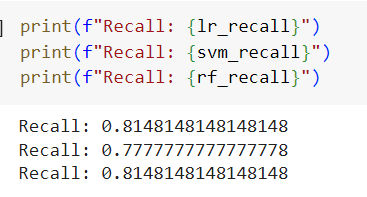 ]
print(f"Recall: {lr_recall}")
print(f"Recall: {svm_recall}")
print(f"Recall: {rf_recall}")
Recall: 0.8148148148148148
Recall: 0.7777777777777778
Recall: 0.8148148148148148